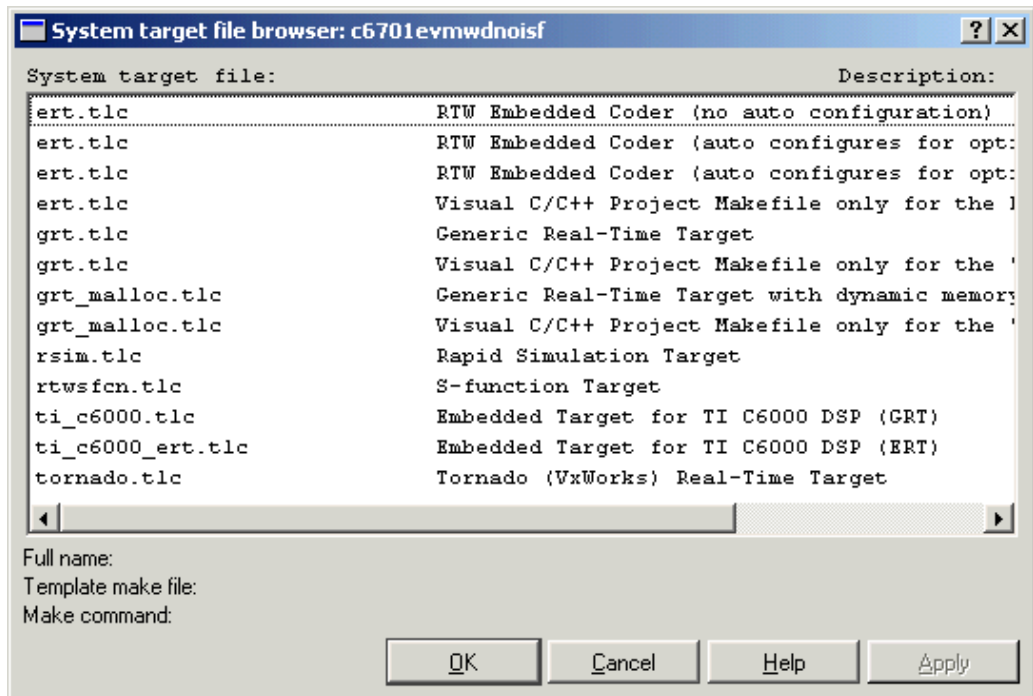 System target file browser: c6701evmwdnoisf
System target file: Description:
ert.tlc RTW Embedded Coder (no auto configuration)
ert.tlc RTW Embedded Coder (auto configures for opt
ert.tlc RTW Embedded Coder (auto configures for opt
ert.tlc Visual C/C++ Project Makefile only for the
grt.tlc Generic Real-Time Target
grt.tlc Visual C/C++ Project Makefile only for the '
grt_malloc.tlc Generic Real-Time Target with dynamic memory
grt_malloc.tlc Visual C/C++ Project Makefile only for the '
rsim.tlc Rapid Simulation Target
rtwsfcn.tlc S-function Target
ti_c6000.tlc Embedded Target for TI C6000 DSP (GRT)
ti_c6000_ert.tlc Embedded Target for TI C6000 DSP (ERT)
tornado.tlc Tornado (VxWorks) Real-Time Target
Full name:
Template make file:
Make command:
OK Cancel Help Apply